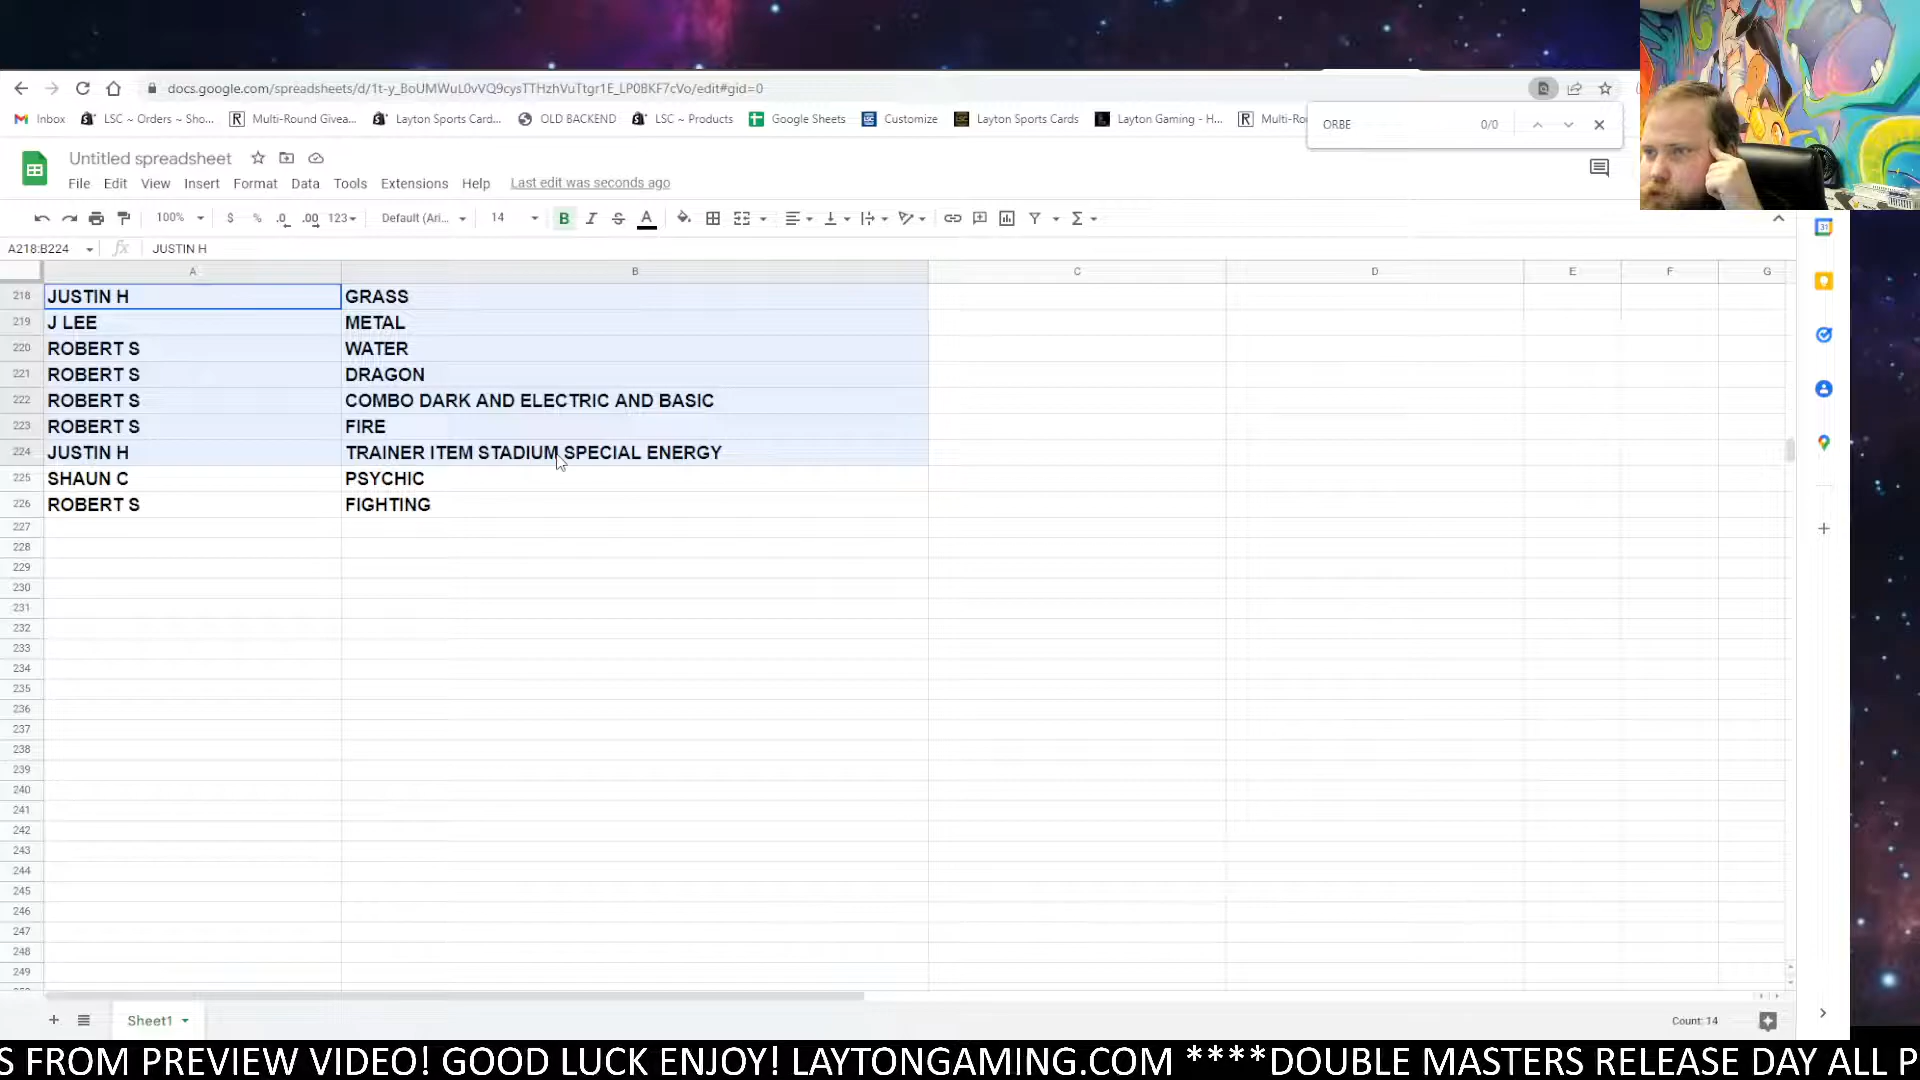 docs.google.com/spreadsheets/d/1t-y_BoUMWuL0vVQ9cysTTHzhVuTtgr1E_LP08KF7cVo/edit#gid=0
Inbox LSC ~ Orders ~ Sho... Multi-Round Givea... Layton Sports Card... OLD BACKEND LSC ~ Products Google Sheets Customize Layton Sports Cards Layton Gaming - H... Multi-Rou
ORBE 0/0
Untitled spreadsheet
File Edit View Insert Format Data Tools Extensions Help Last edit was seconds ago
100% $ % .0 .00 123 Default (Ari... 14 B I S A
A218:B224 fx JUSTIN H
A B C D E F G
218 JUSTIN H GRASS
219 J LEE METAL
220 ROBERT S WATER
221 ROBERT S DRAGON
222 ROBERT S COMBO DARK AND ELECTRIC AND BASIC
223 ROBERT S FIRE
224 JUSTIN H TRAINER ITEM STADIUM SPECIAL ENERGY
225 SHAUN C PSYCHIC
226 ROBERT S FIGHTING
227
228
229
230
231
232
233
234
235
236
237
238
239
240
241
242
243
244
245
246
247
248
249
31
Sheet1 Count: 14
S FROM PREVIEW VIDEO! GOOD LUCK ENJOY! LAYTONGAMING.COM ****DOUBLE MASTERS RELEASE DAY ALL P